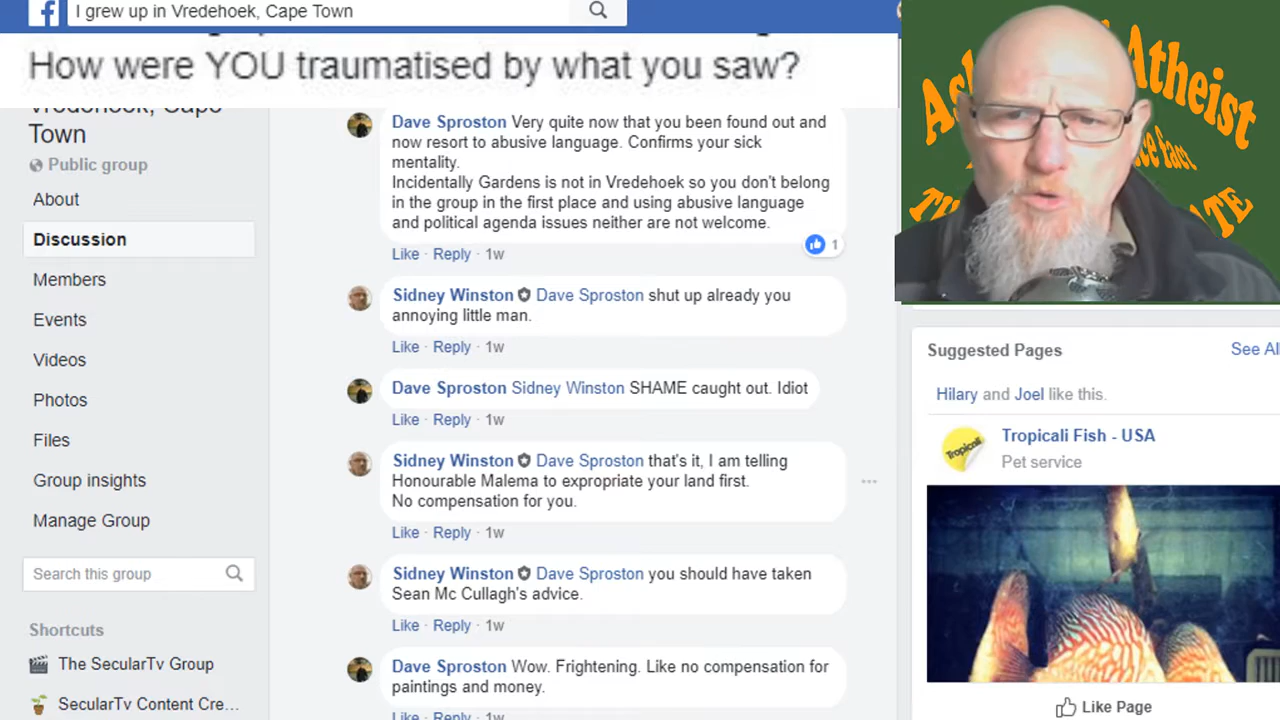 I grew up in Vredehoek, Cape Town
How were YOU traumatised by what you saw?
Vredehoek, Cape
Town
Public group
About
Discussion
Members
Events
Videos
Photos
Files
Group insights
Manage Group
Search this group
Shortcuts
The SecularTv Group
SecularTv Content Cre...
Dave Sproston Very quite now that you been found out and
now resort to abusive language. Confirms your sick
mentality.
Incidentally Gardens is not in Vredehoek so you don't belong
in the group in the first place and using abusive language
and political agenda issues neither are not welcome.
1
Like · Reply · 1w
Sidney Winston Dave Sproston shut up already you
annoying little man.
Like · Reply · 1w
Dave Sproston Sidney Winston SHAME caught out. Idiot
Like · Reply · 1w
Sidney Winston Dave Sproston that's it, I am telling
Honourable Malema to expropriate your land first.
No compensation for you.
Like · Reply · 1w
Sidney Winston Dave Sproston you should have taken
Sean Mc Cullagh's advice.
Like · Reply · 1w
Dave Sproston Wow. Frightening. Like no compensation for
paintings and money.
Like · Reply · 1w
Atheist
fact
Suggested Pages
See All
Hilary and Joel like this.
Tropicali
Tropicali Fish - USA
Pet service
Like Page